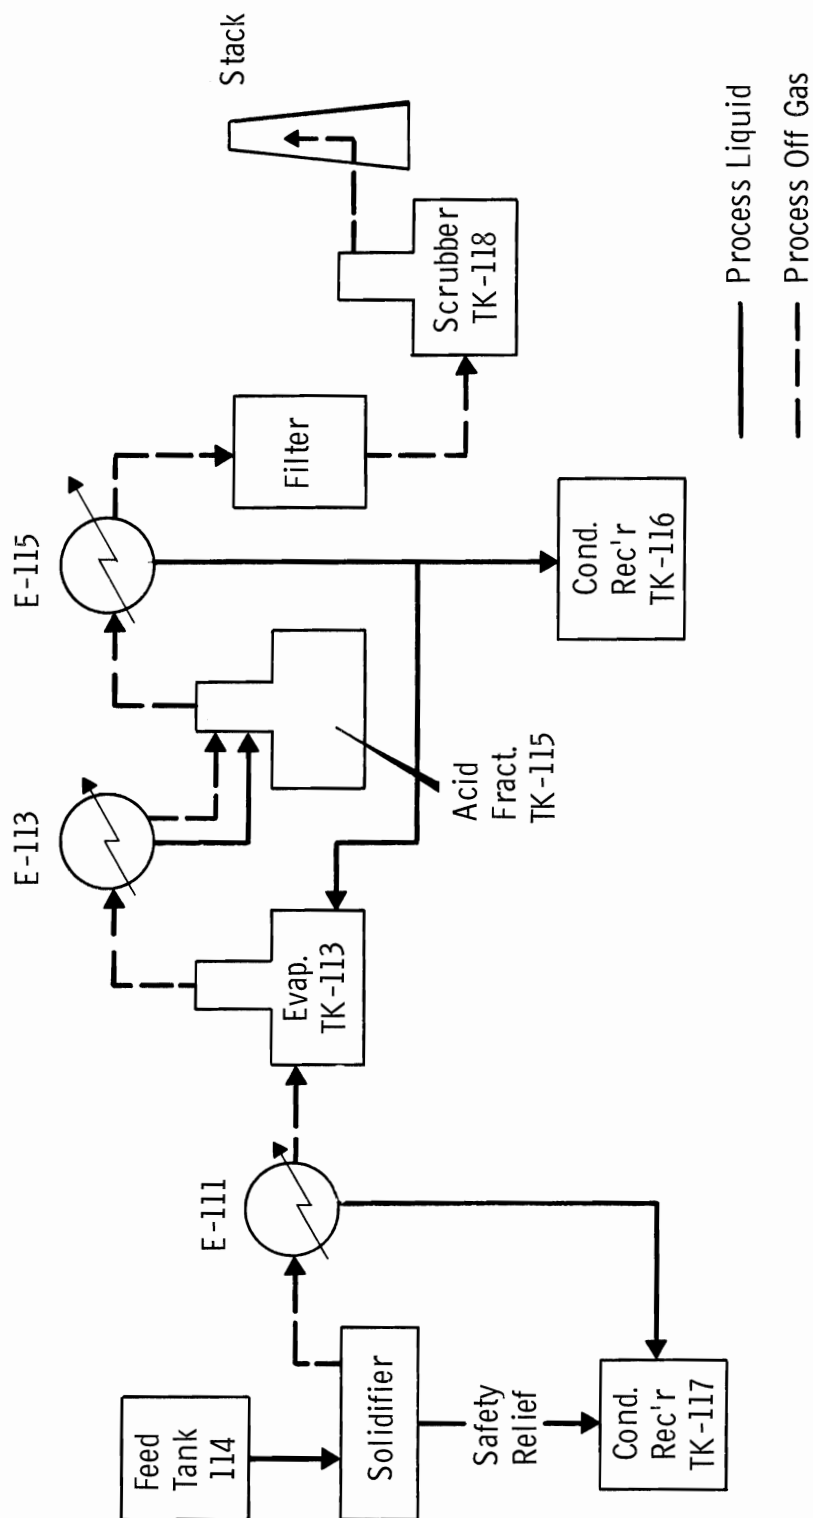 Feed
Tank
114
Solidifier
Safety
Relief
Cond.
Rec'r
TK-117
E-111
Evap.
TK-113
E-113
Acid
Fract.
TK-115
E-115
Cond.
Rec'r
TK-116
Filter
Scrubber
TK-118
Stack
Process Liquid
Process Off Gas